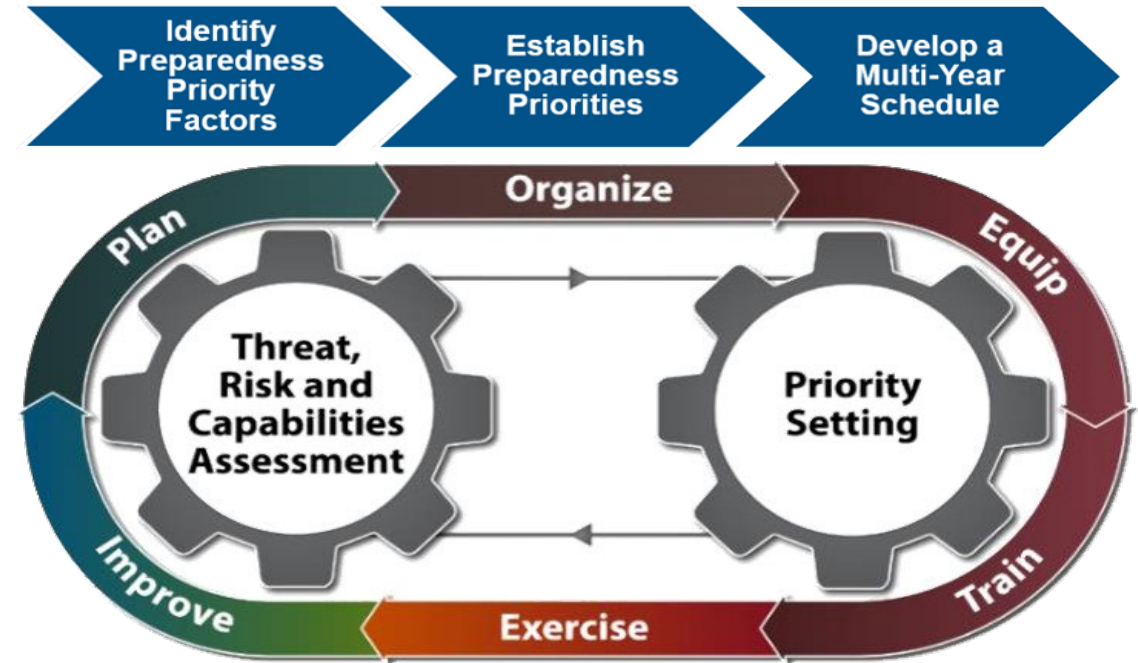 Identify
Preparedness
Priority
Factors
Establish
Preparedness
Priorities
Develop a
Multi-Year
Schedule
Plan
Organize
Equip
Threat,
Risk and
Capabilities
Assessment
Priority
Setting
Improve
Exercise
Train